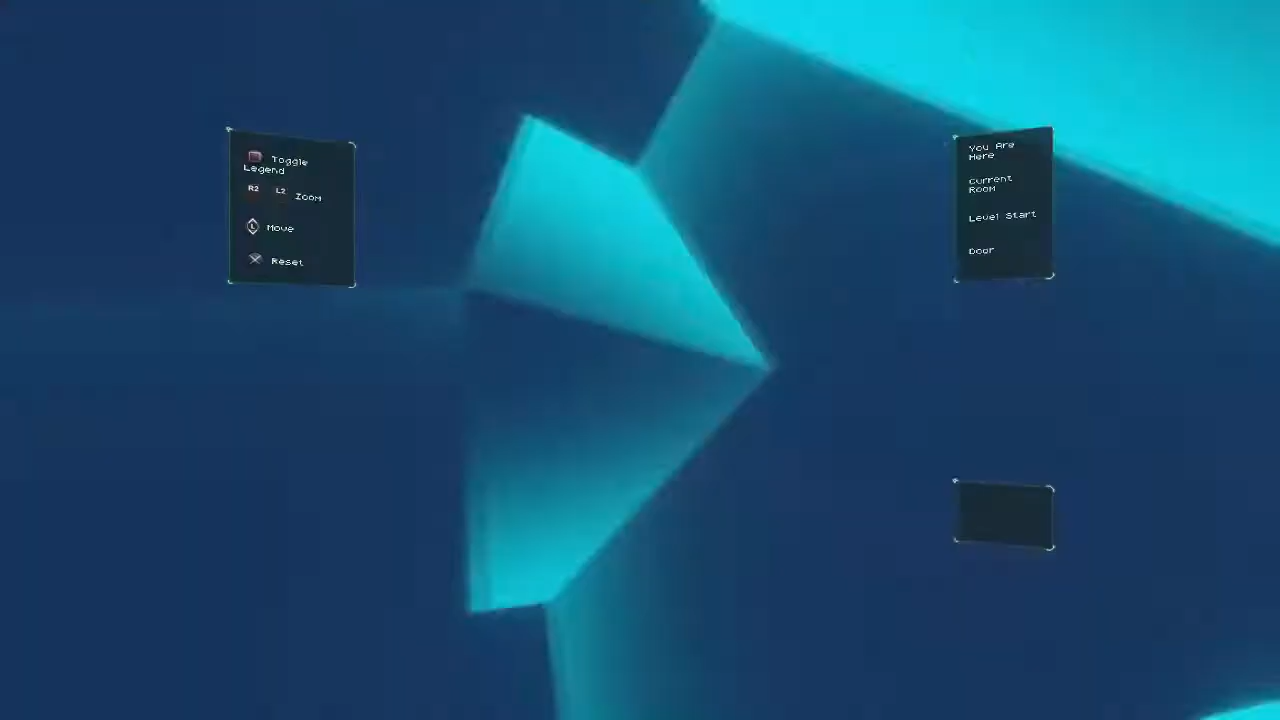 Toggle
Legend
R2 L2 Zoom
L Move
Reset
You Are
Here
Current
Room
Level Start
Door